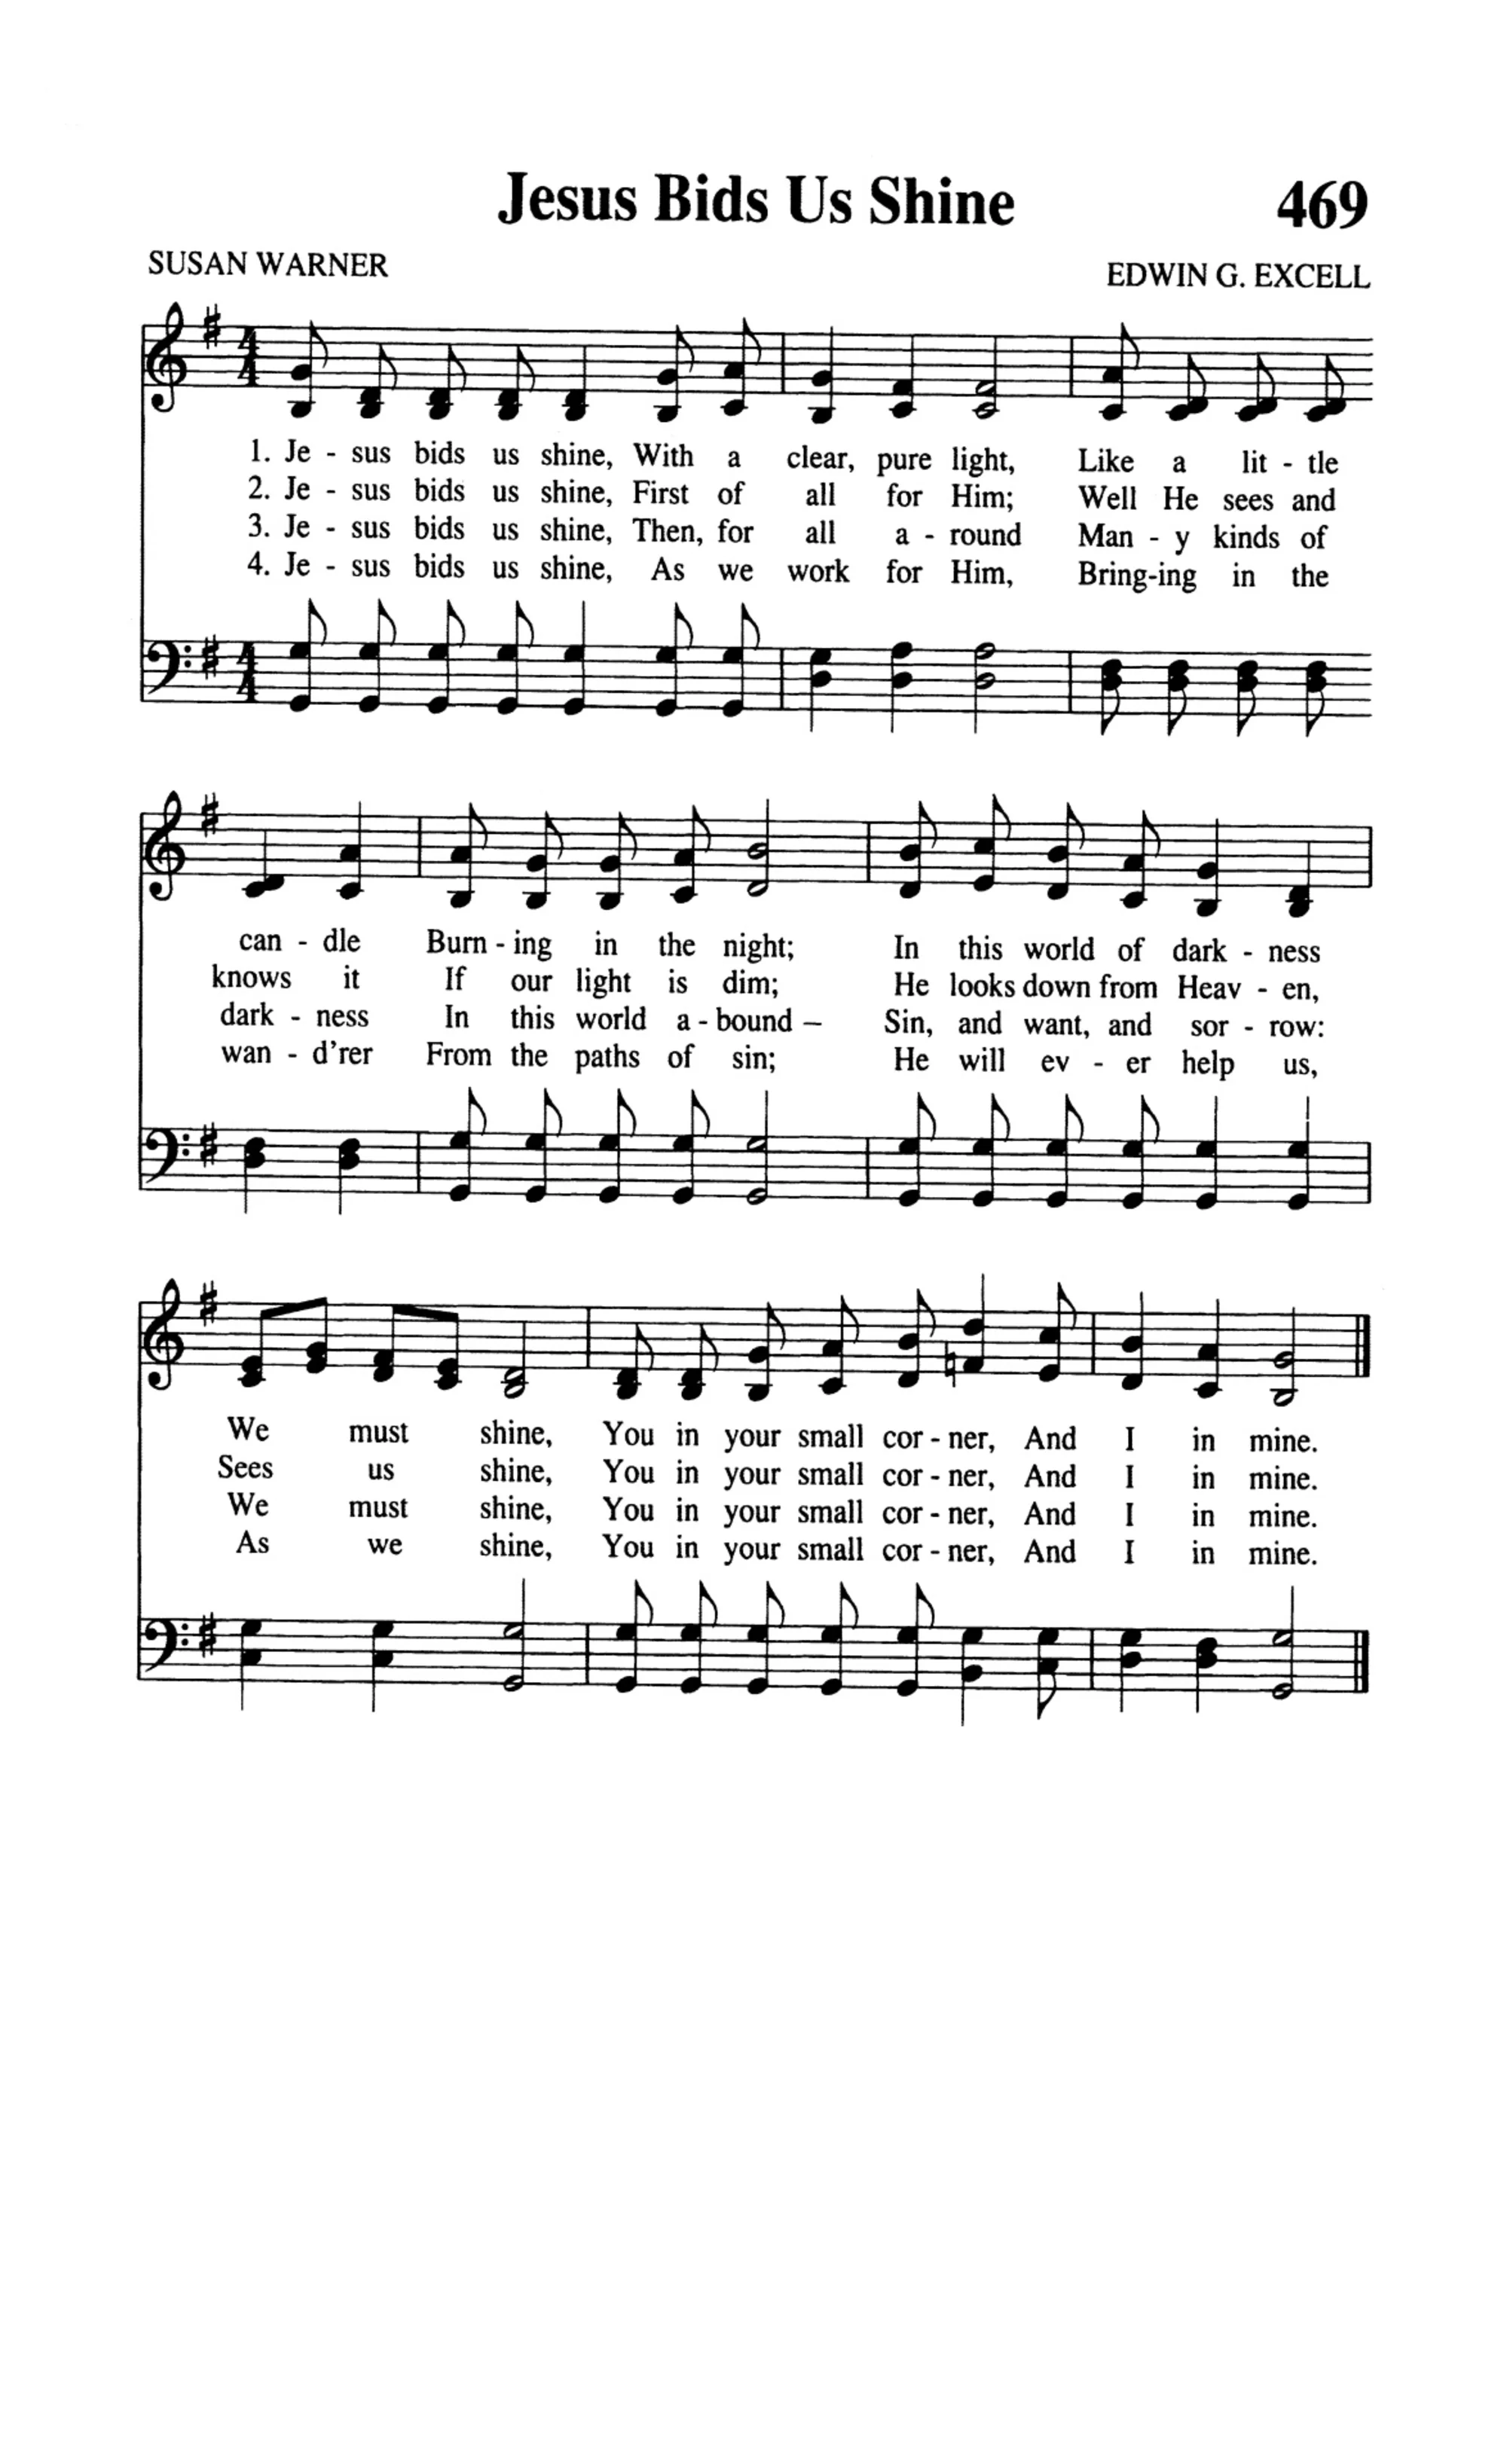 Jesus Bids Us Shine 469
SUSAN WARNER EDWIN G. EXCELL
1. Je - sus bids us shine, With a clear, pure light, Like a lit - tle
2. Je - sus bids us shine, First of all for Him; Well He sees and
3. Je - sus bids us shine, Then, for all a - round Man - y kinds of
4. Je - sus bids us shine, As we work for Him, Bring-ing in the
can - dle Burn - ing in the night; In this world of dark - ness
knows it If our light is dim; He looks down from Heav - en,
dark - ness In this world a - bound – Sin, and want, and sor - row:
wan - d'rer From the paths of sin; He will ev - er help us,
We must shine, You in your small cor - ner, And I in mine.
Sees us shine, You in your small cor - ner, And I in mine.
We must shine, You in your small cor - ner, And I in mine.
As we shine, You in your small cor - ner, And I in mine.